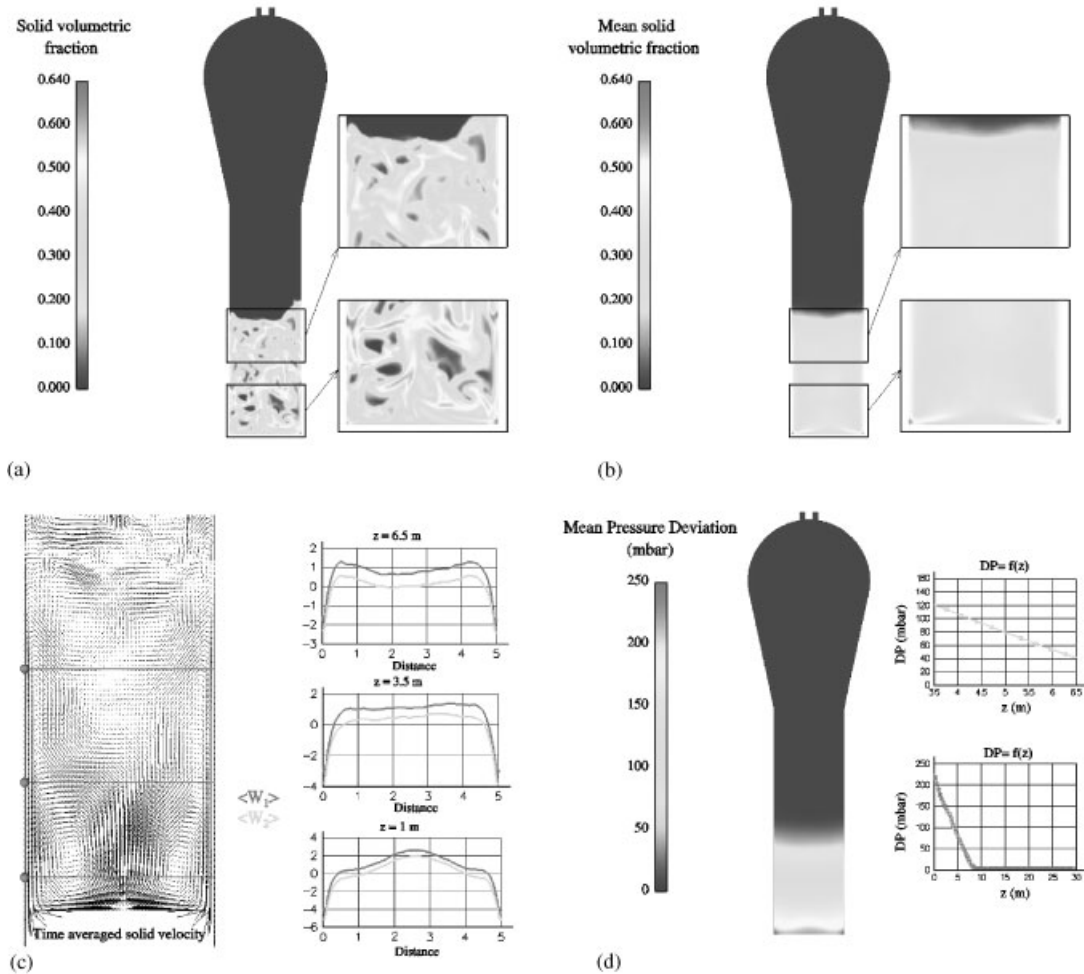 Solid volumetric
fraction
0.640
0.600
0.500
0.400
0.300
0.200
0.100
0.000
(a)
Mean solid
volumetric fraction
0.640
0.600
0.500
0.400
0.300
0.200
0.100
0.000
(b)
Time averaged solid velocity
<W1>
<W2>
z = 6.5 m
2
1
0
−1
−2
−3
0 1 2 3 4 5
Distance
z = 3.5 m
2
0
−2
−4
0 1 2 3 4 5
Distance
z = 1 m
4
2
0
−2
−4
−6
0 1 2 3 4 5
Distance
(c)
Mean Pressure Deviation
(mbar)
250
200
150
100
50
0
DP= f(z)
DP (mbar)
180
160
140
120
100
80
60
40
20
0
3.5 4 4.5 5 5.5 6 6.5
z (m)
DP= f(z)
DP (mbar)
250
200
150
100
50
0
0 5 10 15 20 25 30
z (m)
(d)